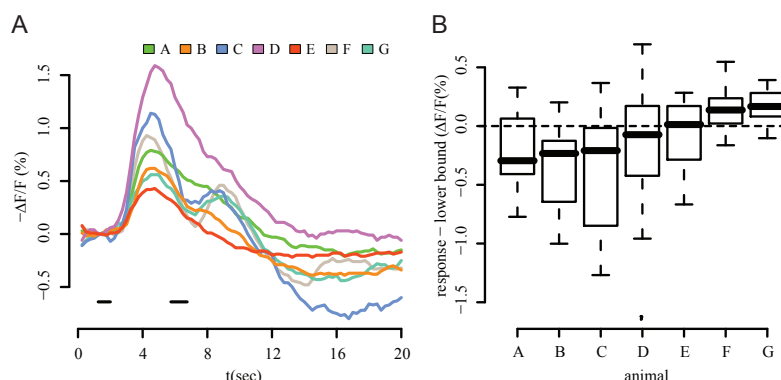 A
A B C D E F G
−ΔF/F (%)
1.5
1.0
0.5
0.0
−0.5
0 4 8 12 16 20
t(sec)
B
response − lower bound (ΔF/F(%)
0.5
0.0
−0.5
−1.0
−1.5
A B C D E F G
animal